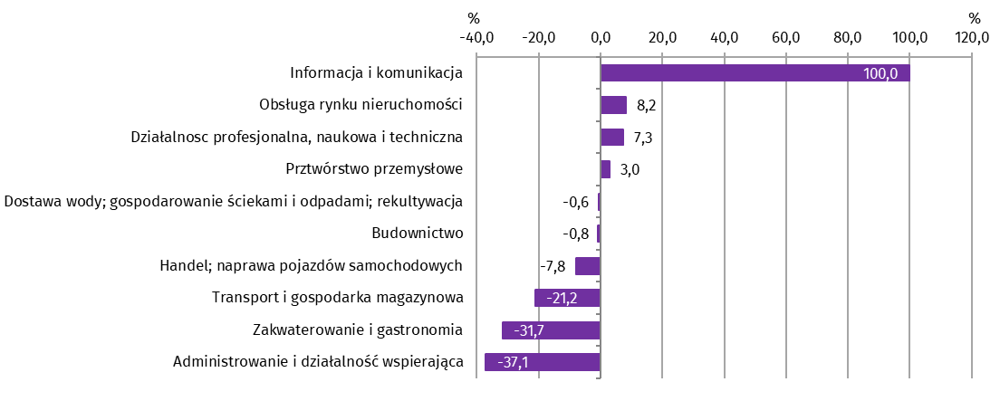 % %
-40,0 -20,0 0,0 20,0 40,0 60,0 80,0 100,0 120,0
Informacja i komunikacja 100,0
Obsługa rynku nieruchomości 8,2
Działalnosc profesjonalna, naukowa i techniczna 7,3
Prztwórstwo przemysłowe 3,0
Dostawa wody; gospodarowanie ściekami i odpadami; rekultywacja -0,6
Budownictwo -0,8
Handel; naprawa pojazdów samochodowych -7,8
Transport i gospodarka magazynowa -21,2
Zakwaterowanie i gastronomia -31,7
Administrowanie i działalność wspierająca -37,1